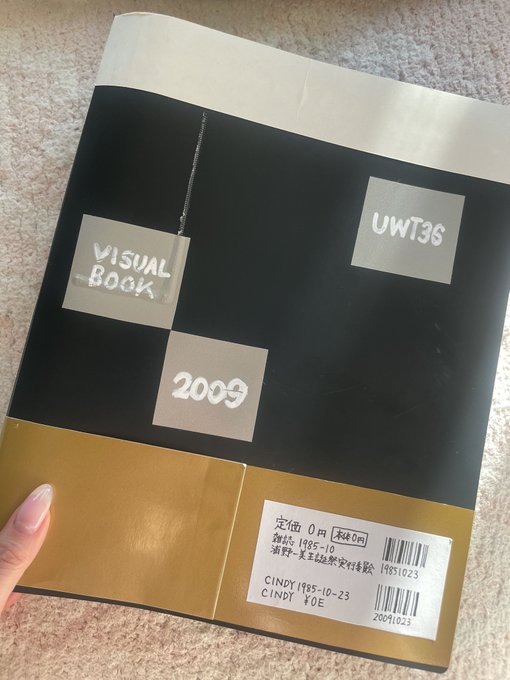 UWT36
VISUAL
BOOK
2009
定価 0円 本体0円
雑誌 1985-10
浦野一美生誕祭実行委員会
19851023
CINDY 1985-10-23
CINDY ¥0E
20091023